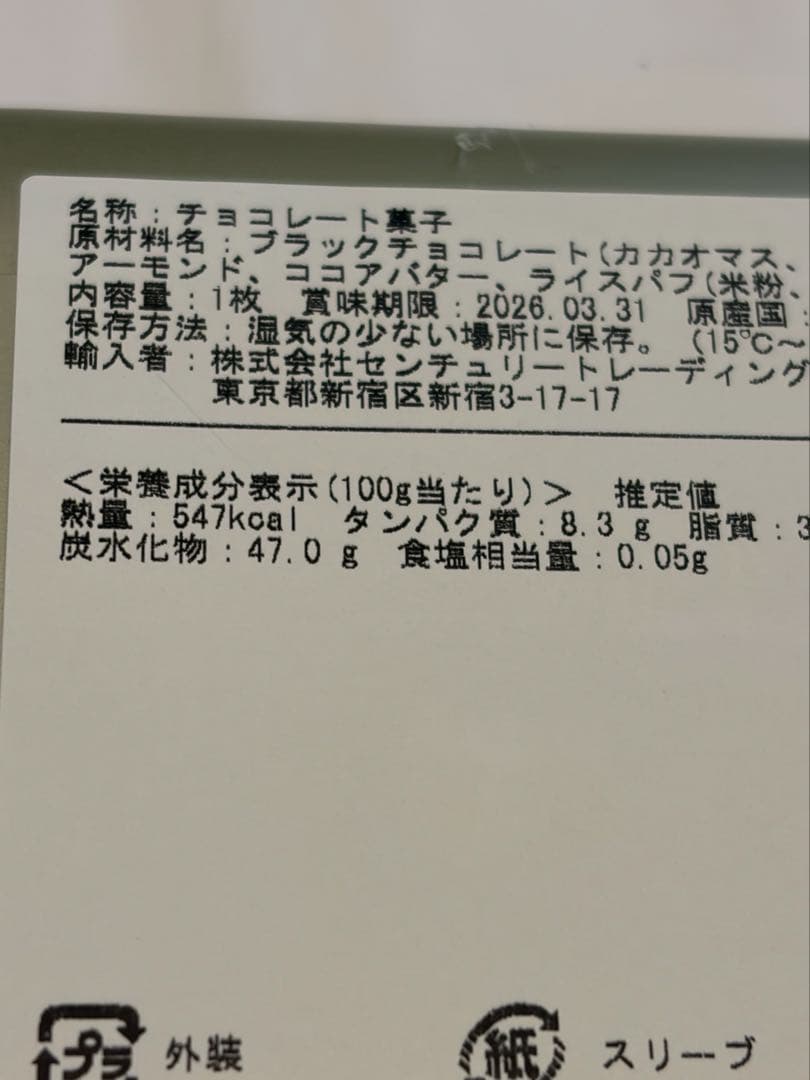 名称：チョコレート菓子
原材料名：ブラックチョコレート(カカオマス、
アーモンド、ココアバター、ライスパフ(米粉、
内容量：1枚　賞味期限：2026.03.31　原産国：
保存方法：湿気の少ない場所に保存。（15℃～
輸入者：株式会社センチュリートレーディング
東京都新宿区新宿3-17-17
＜栄養成分表示(100g当たり)＞　推定値
熱量：547kcal　タンパク質：8.3 g　脂質：3
炭水化物：47.0 g　食塩相当量：0.05g
プラ 外装　紙 スリーブ